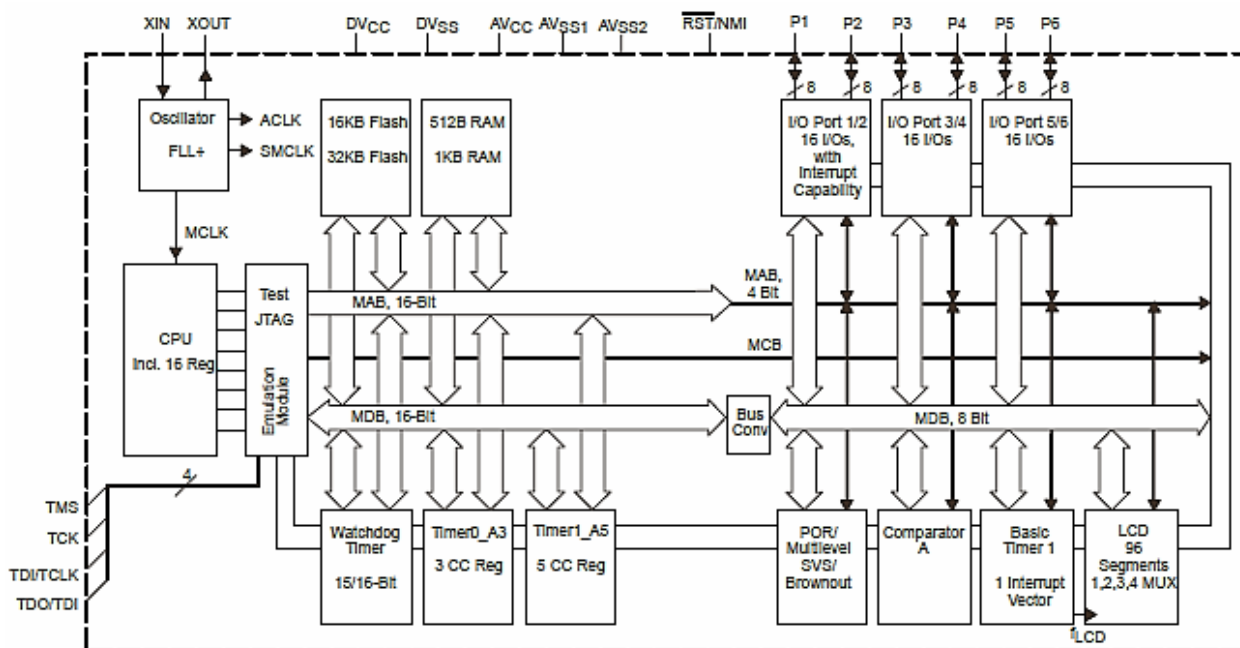 XIN
XOUT
DVCC
DVSS
AVCC
AVSS1
AVSS2
RST/NMI
P1
P2
P3
P4
P5
P6
8
8
8
8
8
8
Oscillator
FLL+
ACLK
SMCLK
16KB Flash
32KB Flash
512B RAM
1KB RAM
I/O Port 1/2
16 I/Os,
with
Interrupt
Capability
I/O Port 3/4
16 I/Os
I/O Port 5/6
16 I/Os
MCLK
CPU
Incl. 16 Reg
Test
JTAG
Emulation
Module
MAB, 16-Bit
MAB,
4 Bit
MCB
MDB, 16-Bit
Bus
Conv
MDB, 8 Bit
4
TMS
TCK
TDI/TCLK
TDO/TDI
Watchdog
Timer
15/16-Bit
Timer0_A3
3 CC Reg
Timer1_A5
5 CC Reg
POR/
Multilevel
SVS/
Brownout
Comparator
A
Basic
Timer 1
1 Interrupt
Vector
LCD
96
Segments
1,2,3,4 MUX
fLCD